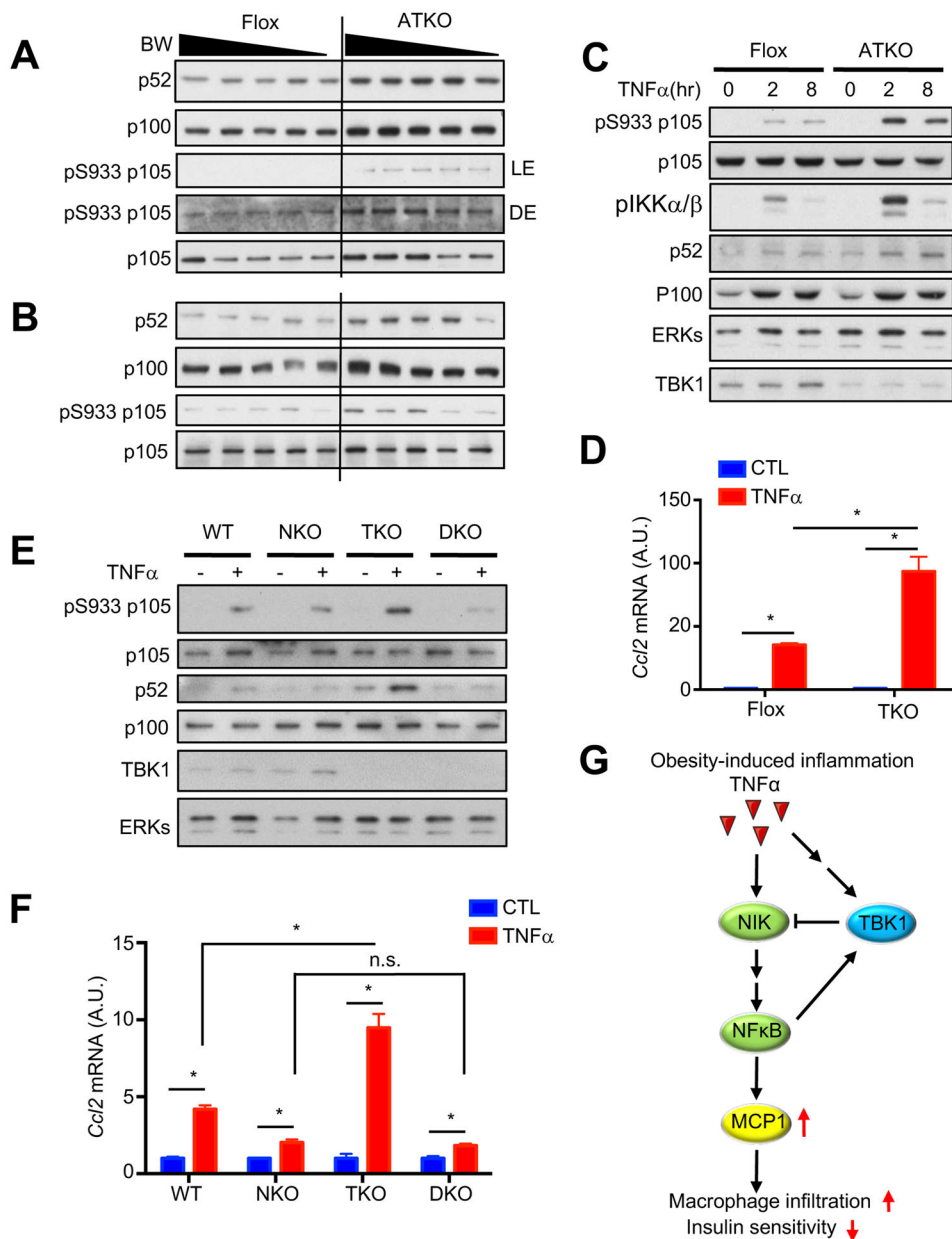 A
Flox ATKO
BW
p52
p100
pS933 p105 LE
pS933 p105 DE
p105
B
p52
p100
pS933 p105
p105
C
Flox ATKO
TNFα(hr) 0 2 8 0 2 8
pS933 p105
p105
pIKKα/β
p52
P100
ERKs
TBK1
D
CTL
TNFα
Ccl2 mRNA (A.U.)
150
100
20
0
* * *
Flox TKO
E
WT NKO TKO DKO
TNFα - + - + - + - +
pS933 p105
p105
p52
p100
TBK1
ERKs
F
CTL
TNFα
Ccl2 mRNA (A.U.)
15
10
5
0
* n.s.
* * * *
WT NKO TKO DKO
G
Obesity-induced inflammation
TNFα
NIK TBK1
NFκB
MCP1
Macrophage infiltration
Insulin sensitivity